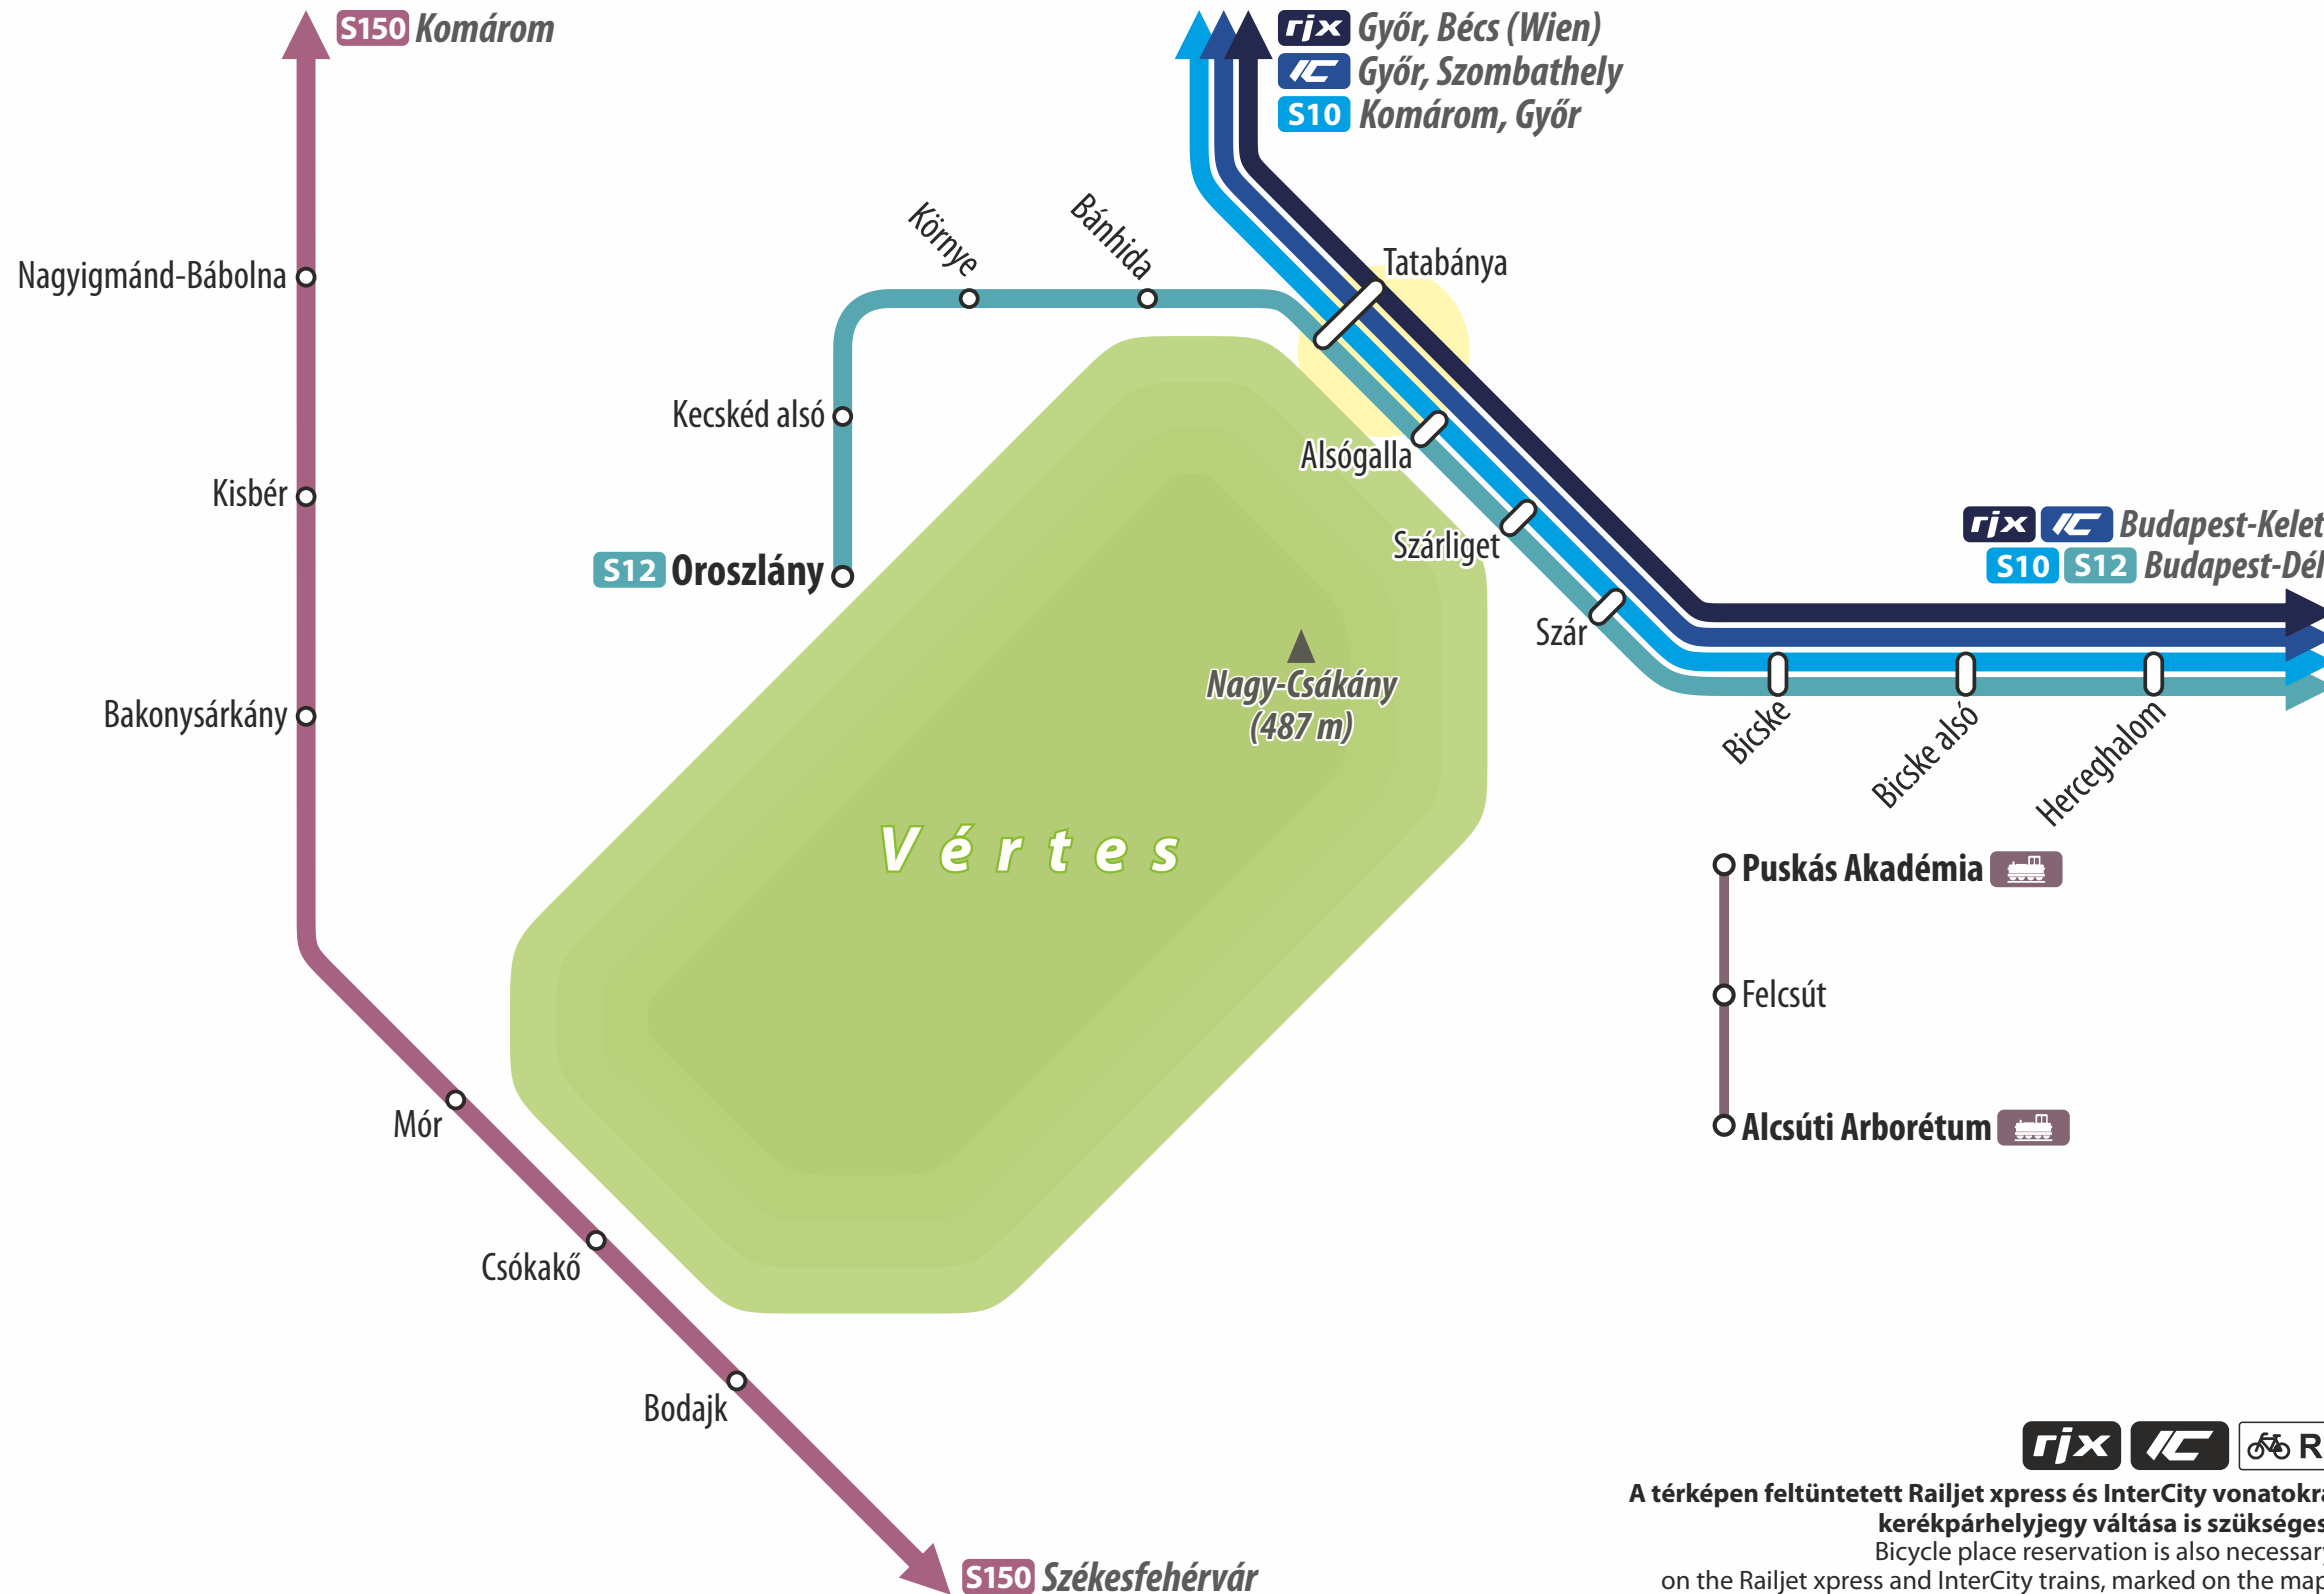 S150 Komárom
rjx Győr, Bécs (Wien)
IC Győr, Szombathely
S10 Komárom, Győr
Környe
Bánhida
Tatabánya
Nagyigmánd-Bábolna
Kecskéd alsó
Alsógalla
Kisbér
Szárliget
rjx IC Budapest-Kelet
S10 S12 Budapest-Dél
S12 Oroszlány
Szár
Nagy-Csákány
(487 m)
Bakonysárkány
Bicske
Bicske alsó
Herceghalom
Vértes
Puskás Akadémia
Felcsút
Alcsúti Arborétum
Mór
Csókakő
Bodajk
rjx IC R
A térképen feltüntetett Railjet xpress és InterCity vonatokra
kerékpárhelyjegy váltása is szükséges
Bicycle place reservation is also necessary
on the Railjet xpress and InterCity trains, marked on the map
S150 Székesfehérvár